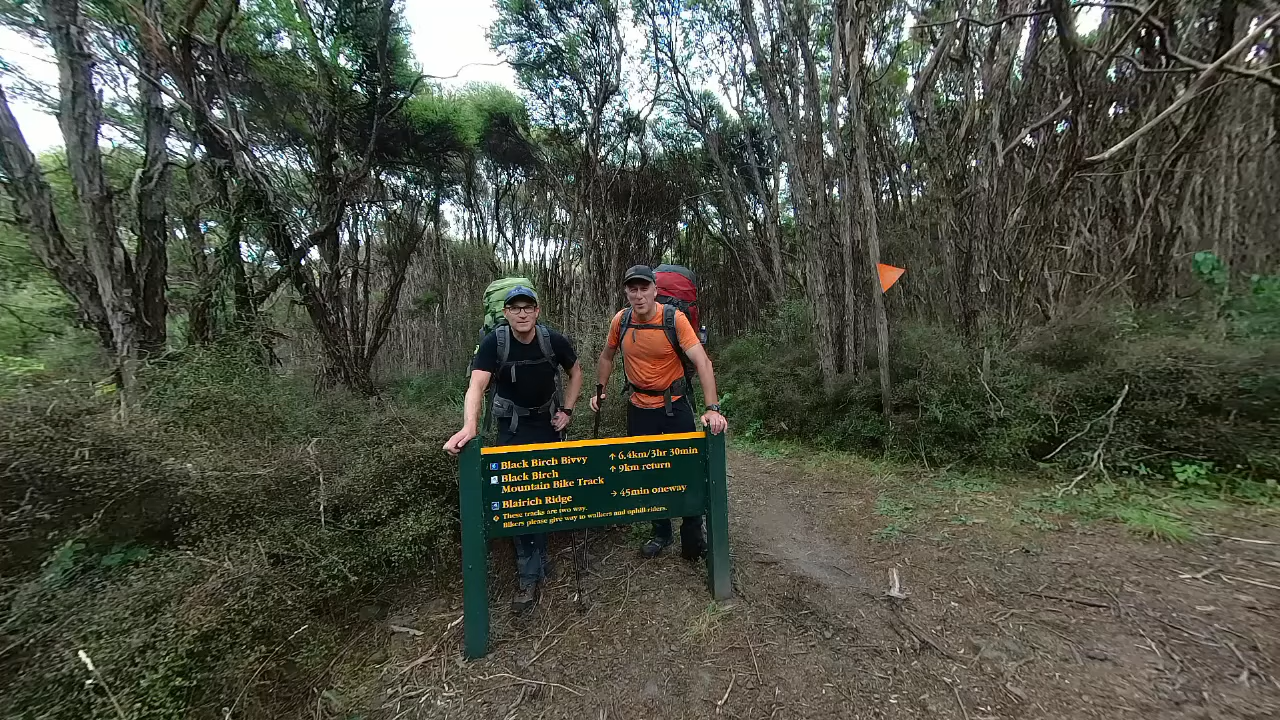 Black Birch Bivvy ↑ 6.4km/3hr 30min
Black Birch ↑ 9km return
Mountain Bike Track
Blairich Ridge → 45min oneway
These tracks are two way.
Bikers please give way to walkers and uphill riders.